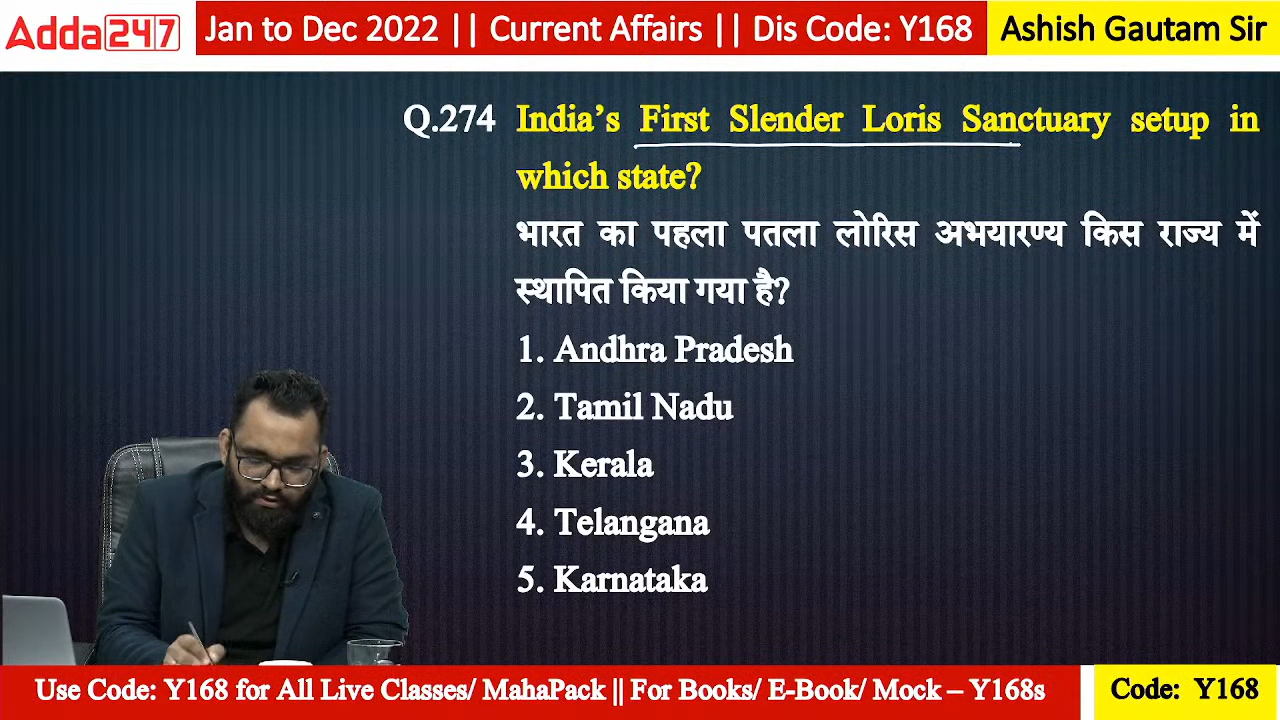 Adda247
Jan to Dec 2022 || Current Affairs || Dis Code: Y168
Ashish Gautam Sir
Q.274 India’s First Slender Loris Sanctuary setup in
which state?
भारत का पहला पतला लोरिस अभयारण्य किस राज्य में
स्थापित किया गया है?
1. Andhra Pradesh
2. Tamil Nadu
3. Kerala
4. Telangana
5. Karnataka
Use Code: Y168 for All Live Classes/ MahaPack || For Books/ E-Book/ Mock – Y168s
Code: Y168